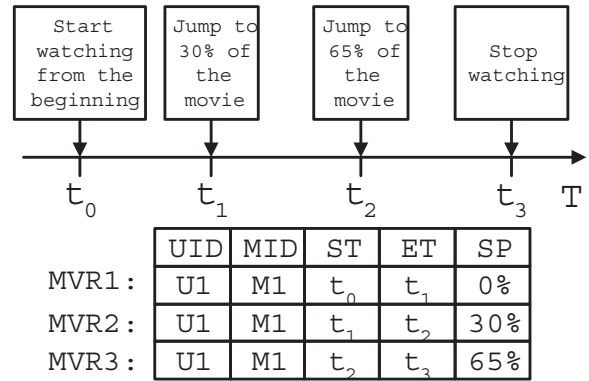 Start
watching
from the
beginning
Jump to
30% of
the
movie
Jump to
65% of
the
movie
Stop
watching
t₀ t₁ t₂ t₃ T
UID MID ST ET SP
MVR1: U1 M1 t₀ t₁ 0%
MVR2: U1 M1 t₁ t₂ 30%
MVR3: U1 M1 t₂ t₃ 65%